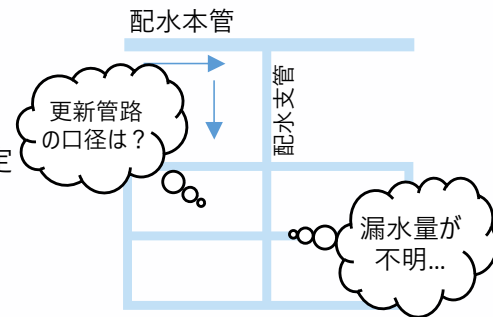 配水本管
配水支管
更新管路
の口径は？
定
漏水量が
不明...